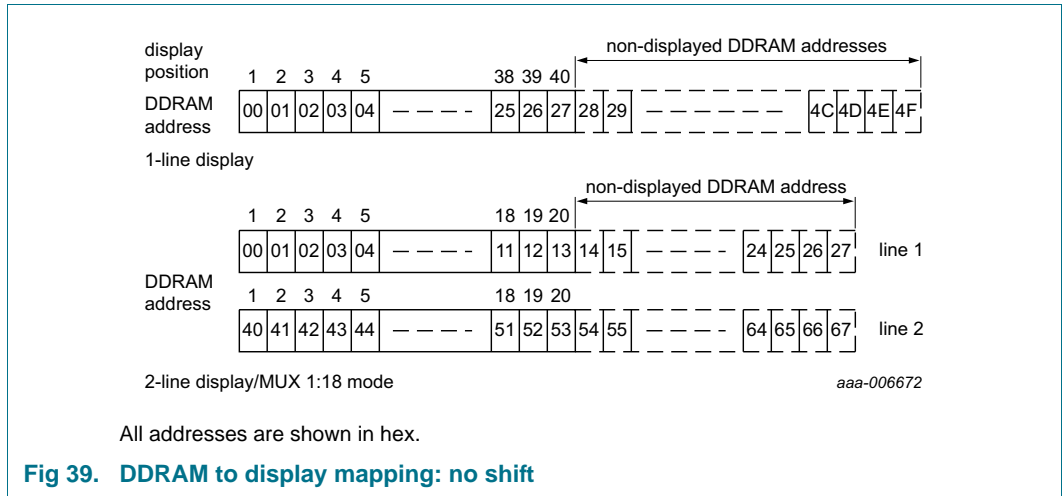 display position
non-displayed DDRAM addresses
1 2 3 4 5 38 39 40
DDRAM address
00 01 02 03 04 25 26 27 28 29 4C 4D 4E 4F
1-line display
non-displayed DDRAM address
1 2 3 4 5 18 19 20
00 01 02 03 04 11 12 13 14 15 24 25 26 27 line 1
DDRAM address
1 2 3 4 5 18 19 20
40 41 42 43 44 51 52 53 54 55 64 65 66 67 line 2
2-line display/MUX 1:18 mode
aaa-006672
All addresses are shown in hex.
Fig 39. DDRAM to display mapping: no shift